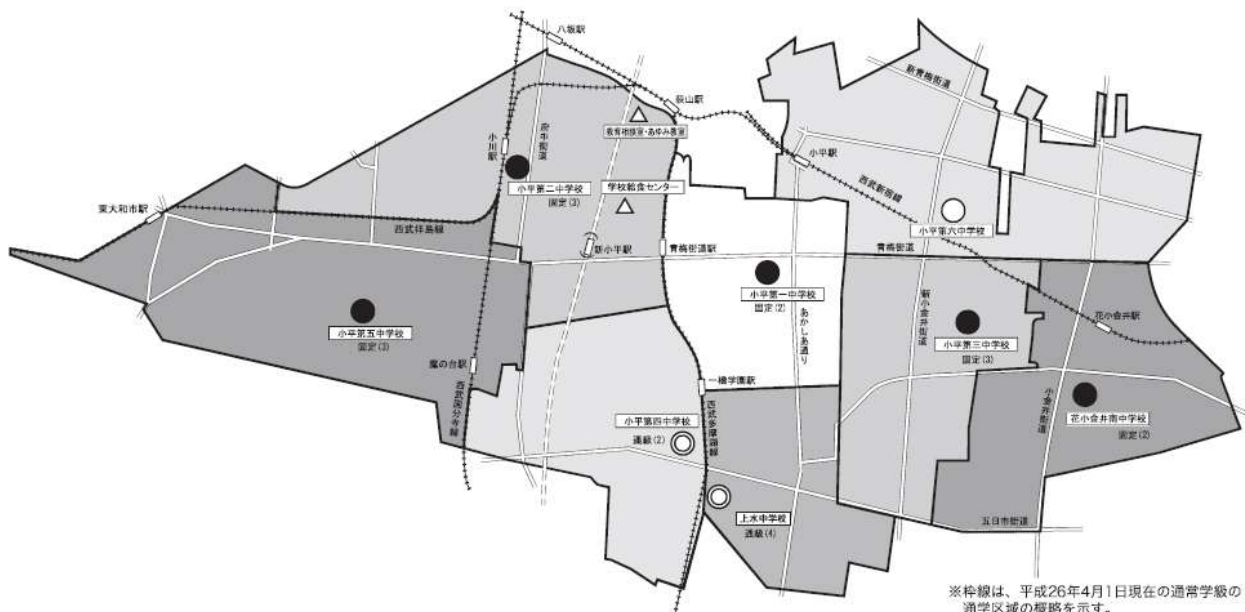 八坂駅
萩山駅
新青梅街道
教育相談室・あゆみ教室
小川駅
府中街道
小平駅
小平第二中学校
固定(3)
学校給食センター
西武新宿線
東大和市駅
西武拝島線
小平第六中学校
新小平駅
青梅街道駅
青梅街道
小平第一中学校
固定(2)
あかしあ通り
新小金井街道
小平第五中学校
固定(3)
小平第三中学校
固定(3)
花小金井駅
鷹の台駅
西武国分寺線
一橋学園駅
小平第四中学校
通級(2)
西武多摩湖線
小金井街道
花小金井南中学校
固定(2)
上水中学校
通級(4)
五日市街道
※枠線は、平成26年4月1日現在の通常学級の
通学区域の概略を示す。